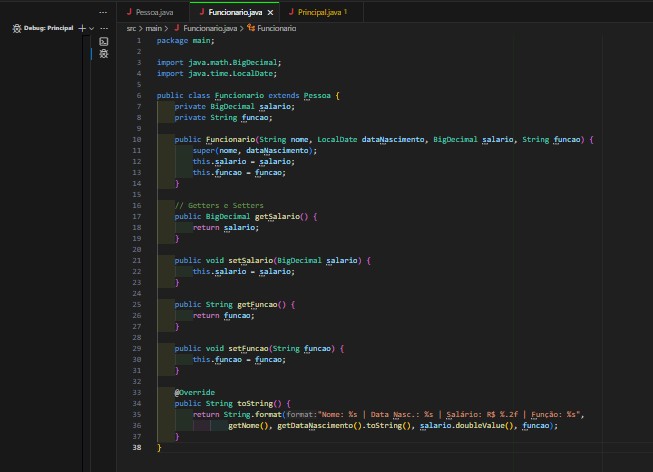 Pessoa.java
Funcionario.java ×
Principal.java 1
Debug: Principal
src > main > Funcionario.java > Funcionario
1 package main;
2
3 import java.math.BigDecimal;
4 import java.time.LocalDate;
5
6 public class Funcionario extends Pessoa {
7 private BigDecimal salario;
8 private String funcao;
9
10 public Funcionario(String nome, LocalDate dataNascimento, BigDecimal salario, String funcao) {
11 super(nome, dataNascimento);
12 this.salario = salario;
13 this.funcao = funcao;
14 }
15
16 // Getters e Setters
17 public BigDecimal getSalario() {
18 return salario;
19 }
20
21 public void setSalario(BigDecimal salario) {
22 this.salario = salario;
23 }
24
25 public String getFuncao() {
26 return funcao;
27 }
28
29 public void setFuncao(String funcao) {
30 this.funcao = funcao;
31 }
32
33 @Override
34 public String toString() {
35 return String.format(format:"Nome: %s | Data Nasc.: %s | Salário: R$ %.2f | Função: %s",
36 getNome(), getDataNascimento().toString(), salario.doubleValue(), funcao);
37 }
38 }